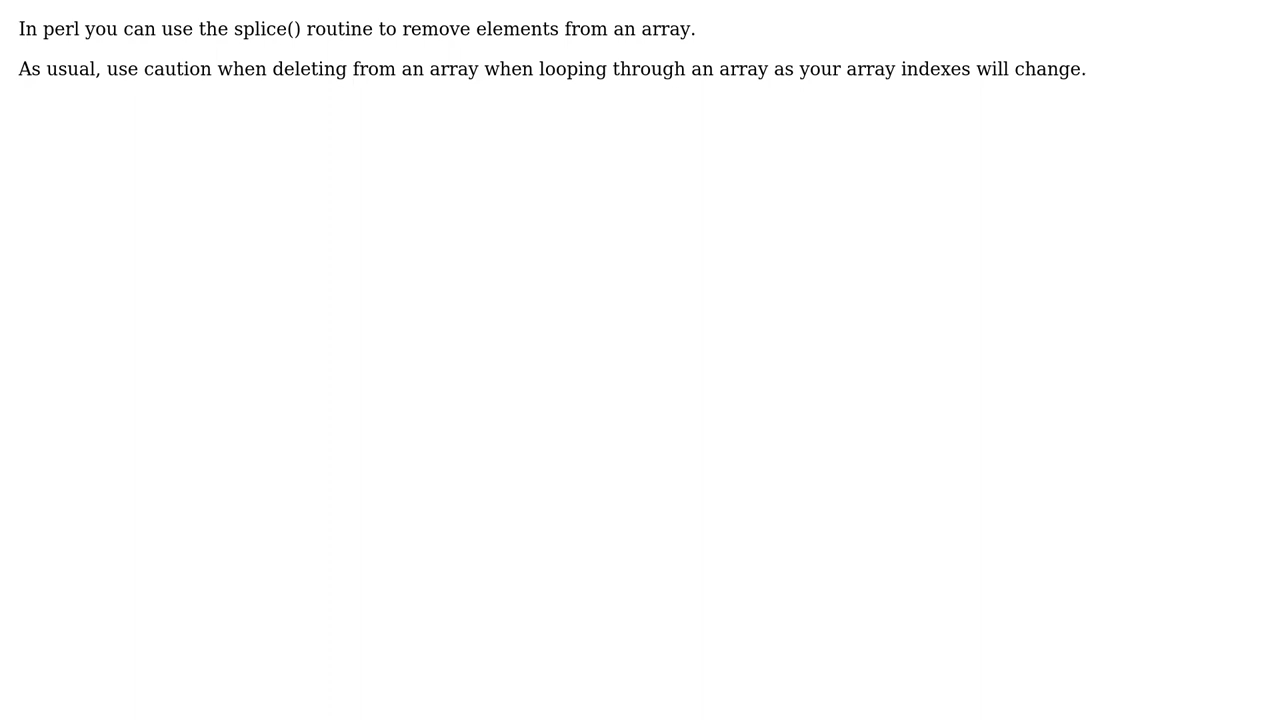 In perl you can use the splice() routine to remove elements from an array.
As usual, use caution when deleting from an array when looping through an array as your array indexes will change.